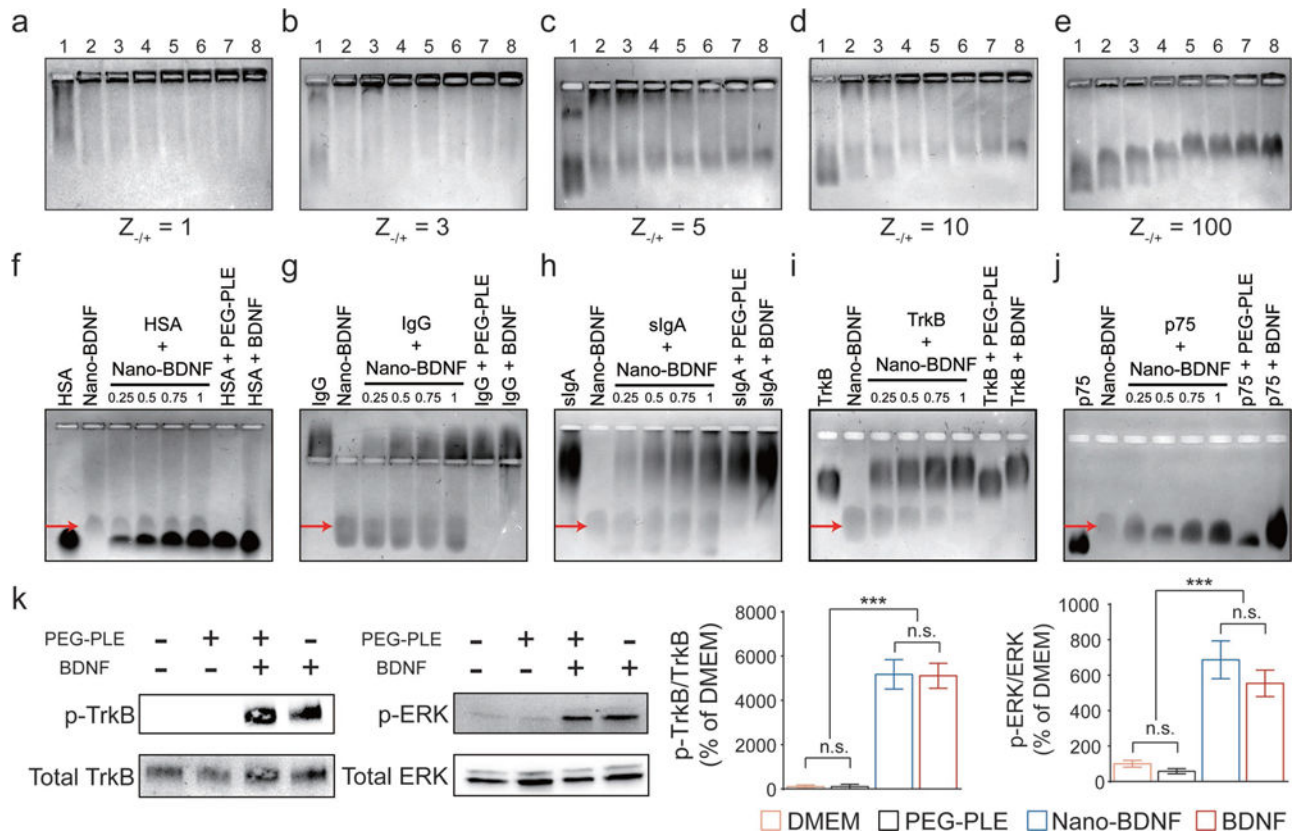 a
1 2 3 4 5 6 7 8
Z-/+ = 1
b
1 2 3 4 5 6 7 8
Z-/+ = 3
c
1 2 3 4 5 6 7 8
Z-/+ = 5
d
1 2 3 4 5 6 7 8
Z-/+ = 10
e
1 2 3 4 5 6 7 8
Z-/+ = 100
f
HSA
Nano-BDNF
HSA
+
Nano-BDNF
0.25 0.5 0.75 1
HSA + PEG-PLE
HSA + BDNF
g
IgG
Nano-BDNF
IgG
+
Nano-BDNF
0.25 0.5 0.75 1
IgG + PEG-PLE
IgG + BDNF
h
sIgA
Nano-BDNF
sIgA
+
Nano-BDNF
0.25 0.5 0.75 1
sIgA + PEG-PLE
sIgA + BDNF
i
TrkB
Nano-BDNF
TrkB
+
Nano-BDNF
0.25 0.5 0.75 1
TrkB + PEG-PLE
TrkB + BDNF
j
p75
Nano-BDNF
p75
+
Nano-BDNF
0.25 0.5 0.75 1
p75 + PEG-PLE
p75 + BDNF
k
PEG-PLE - + + -
BDNF - - + +
p-TrkB
Total TrkB
PEG-PLE - + + -
BDNF - - + +
p-ERK
Total ERK
p-TrkB/TrkB
(% of DMEM)
8000
6000
4000
2000
0
***
n.s.
n.s.
p-ERK/ERK
(% of DMEM)
1000
800
600
400
200
0
***
n.s.
n.s.
DMEM PEG-PLE Nano-BDNF BDNF